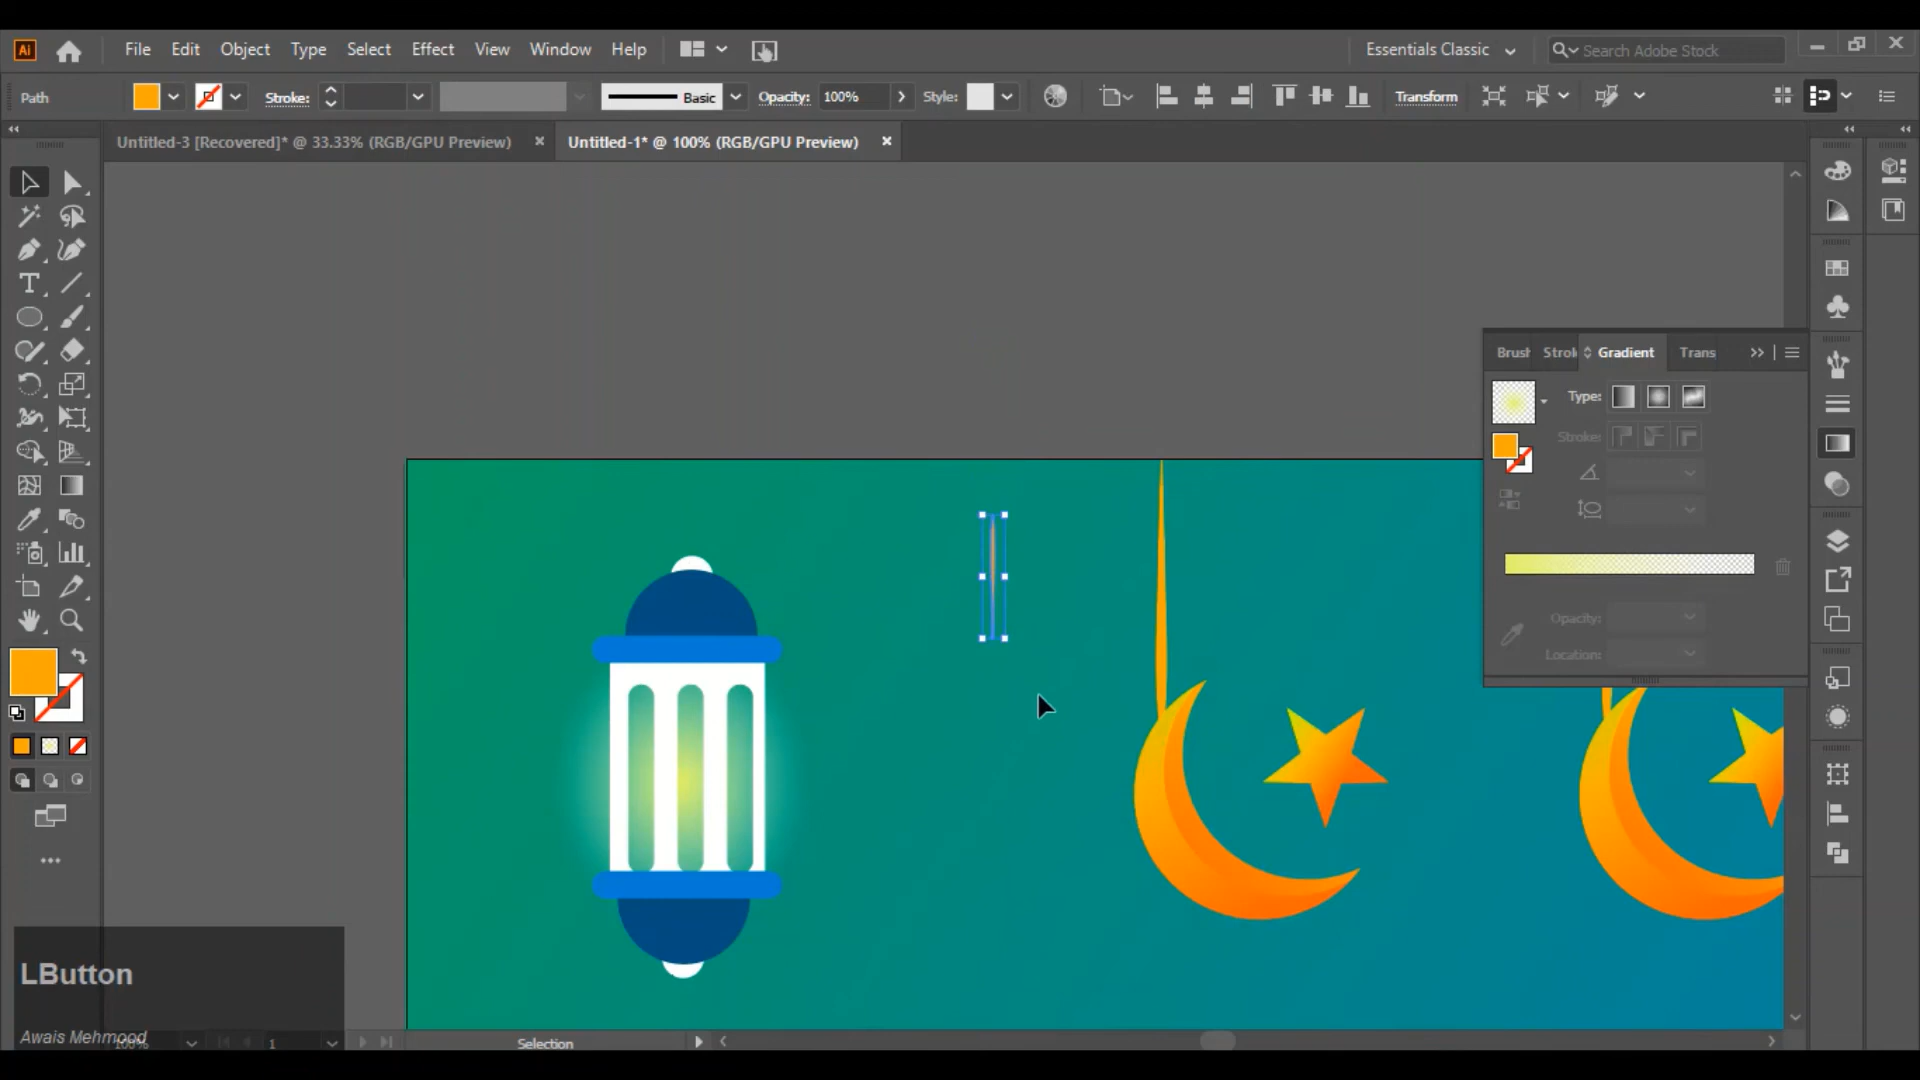 Ai File Edit Object Type Select Effect View Window Help Essentials Classic Search Adobe Stock
Path Stroke: Basic Opacity: 100% Style: Transform
Untitled-3 [Recovered]* @ 33.33% (RGB/GPU Preview) Untitled-1* @ 100% (RGB/GPU Preview)
Brush Strok Gradient Trans
Type:
Stroke:
Opacity:
Location:
LButton
Awais Mehmood
100% 1 Selection